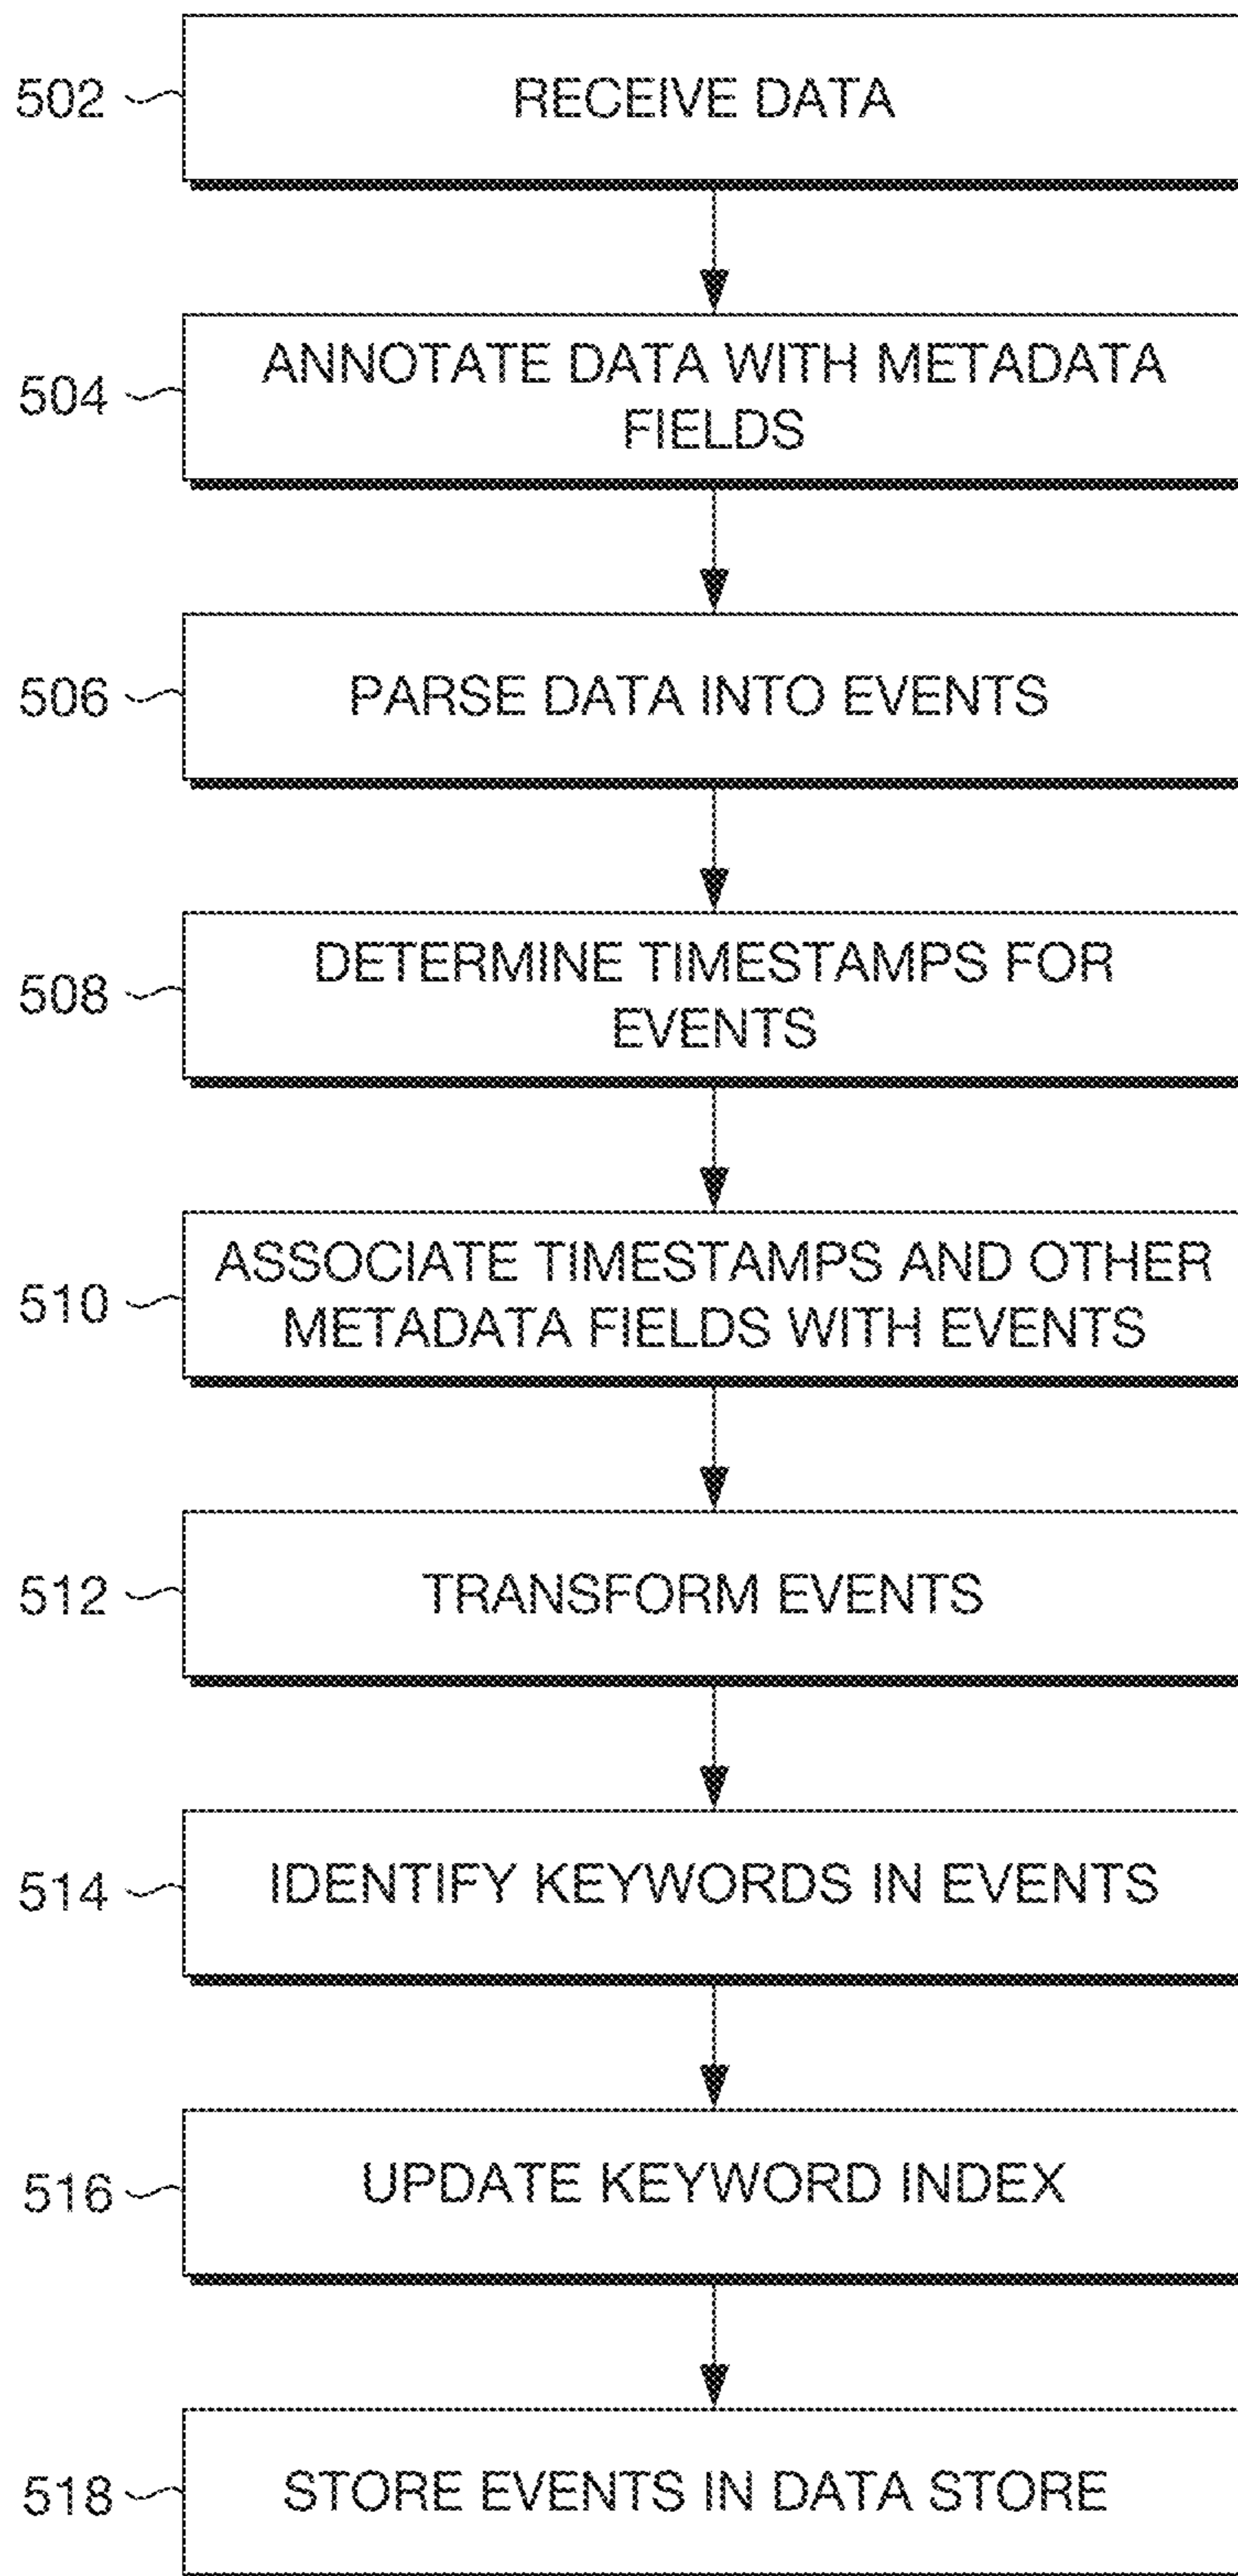 502
RECEIVE DATA
504
ANNOTATE DATA WITH METADATA
FIELDS
506
PARSE DATA INTO EVENTS
508
DETERMINE TIMESTAMPS FOR
EVENTS
510
ASSOCIATE TIMESTAMPS AND OTHER
METADATA FIELDS WITH EVENTS
512
TRANSFORM EVENTS
514
IDENTIFY KEYWORDS IN EVENTS
516
UPDATE KEYWORD INDEX
518
STORE EVENTS IN DATA STORE